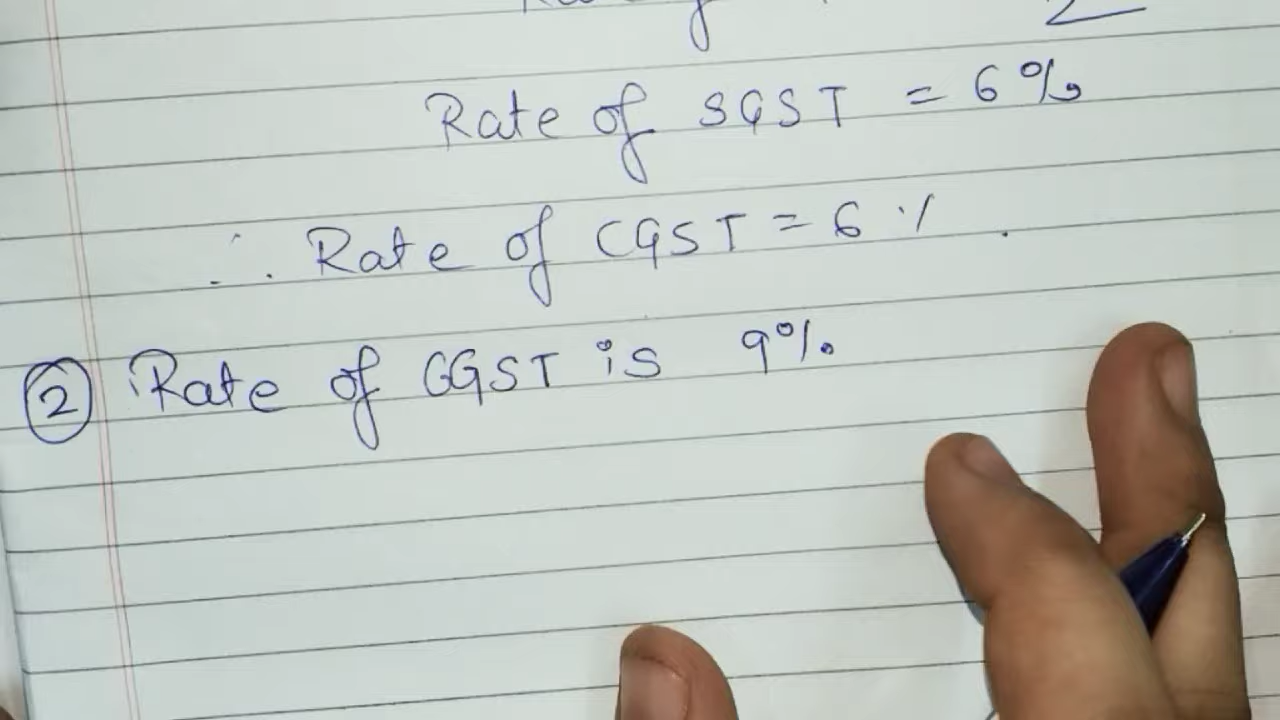 Rate of SGST = 6%
∴ Rate of CGST = 6 %.
② Rate of CGST is 9%.